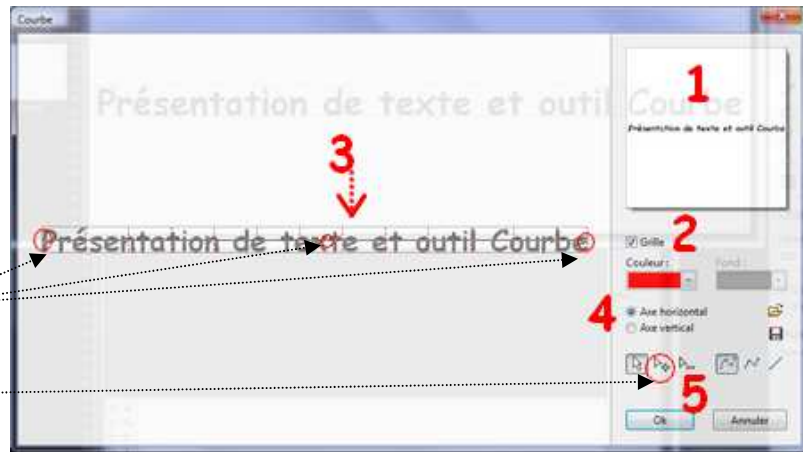 Courbe
Présentation de texte et outil Courbe
1
Présentation de texte et outil Courbe
3
Présentation de texte et outil Courbe
Grille
2
Couleur :
Fond :
4
Axe horizontal
Axe vertical
5
Ok
Annuler